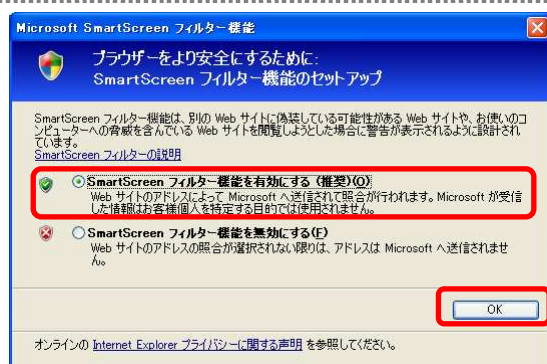 Microsoft SmartScreen フィルター機能
ブラウザーをより安全にするために:
SmartScreen フィルター機能のセットアップ
SmartScreen フィルター機能は、別の Web サイトに偽装している可能性がある Web サイトや、お使いのコ
ンピューターへの脅威を含んでいる Web サイトを閲覧しようとした場合に警告が表示されるように設計され
ています。
SmartScreen フィルターの説明
SmartScreen フィルター機能を有効にする (推奨)(O)
Web サイトのアドレスによって Microsoft へ送信されて照合が行われます。Microsoft が受信
した情報はお客様個人を特定する目的では使用されません。
SmartScreen フィルター機能を無効にする(F)
Web サイトのアドレスの照合が選択されない限りは、アドレスは Microsoft へ送信されませ
ん。
OK
オンラインの Internet Explorer プライバシーに関する声明 を参照してください。